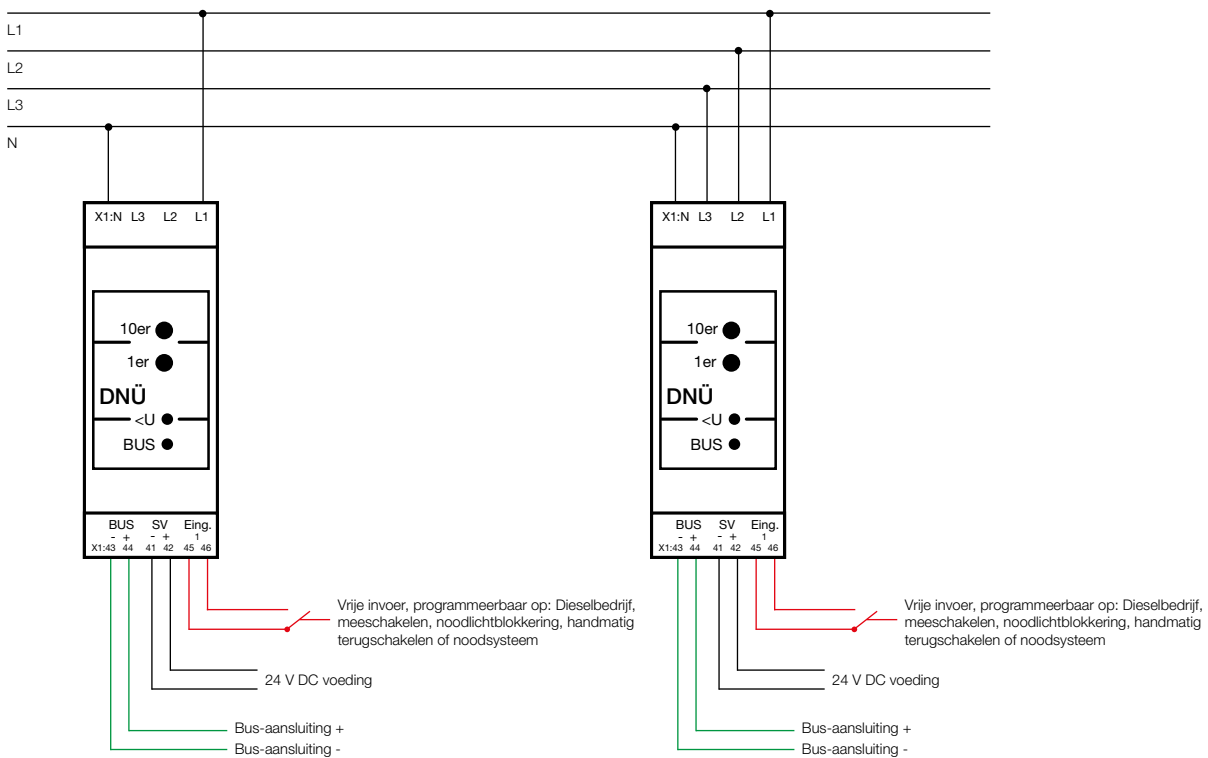 L1
L2
L3
N
X1:N L3 L2 L1
10er
1er
DNÜ
<U
BUS
BUS SV Eing.
- + - + 1
X1:43 44 41 42 45 46
Vrije invoer, programmeerbaar op: Dieselbedrijf,
meeschakelen, noodlichtblokkering, handmatig
terugschakelen of noodsysteem
24 V DC voeding
Bus-aansluiting +
Bus-aansluiting -
X1:N L3 L2 L1
10er
1er
DNÜ
<U
BUS
BUS SV Eing.
- + - + 1
X1:43 44 41 42 45 46
Vrije invoer, programmeerbaar op: Dieselbedrijf,
meeschakelen, noodlichtblokkering, handmatig
terugschakelen of noodsysteem
24 V DC voeding
Bus-aansluiting +
Bus-aansluiting -